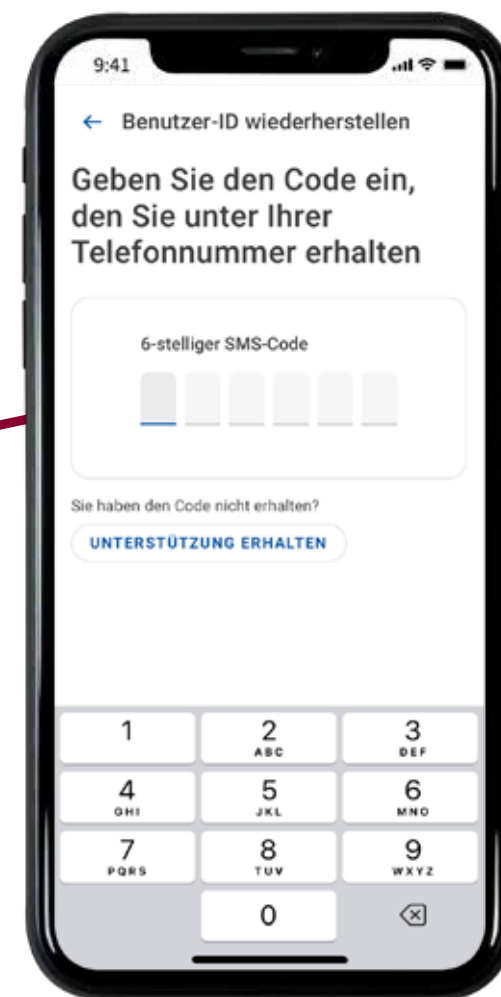 9:41
Benutzer-ID wiederherstellen
Geben Sie den Code ein,
den Sie unter Ihrer
Telefonnummer erhalten
6-stelliger SMS-Code
Sie haben den Code nicht erhalten?
UNTERSTÜTZUNG ERHALTEN
1 2 3
ABC DEF
4 5 6
GHI JKL MNO
7 8 9
PQRS TUV WXYZ
0